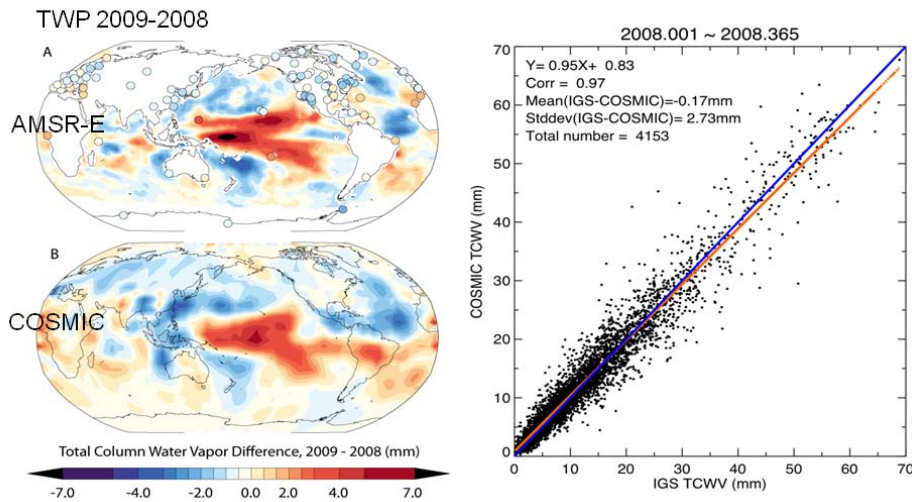 TWP 2009-2008
A
AMSR-E
B
COSMIC
Total Column Water Vapor Difference, 2009 - 2008 (mm)
-7.0 -4.0 -2.0 0 2.0 4.0 7.0
2008.001 ~ 2008.365
Y= 0.95X+ 0.83
Corr = 0.97
Mean(IGS-COSMIC)=-0.17mm
Stddev(IGS-COSMIC)= 2.73mm
Total number = 4153
COSMIC TCWV (mm)
70
60
50
40
30
20
10
0
0 10 20 30 40 50 60 70
IGS TCWV (mm)